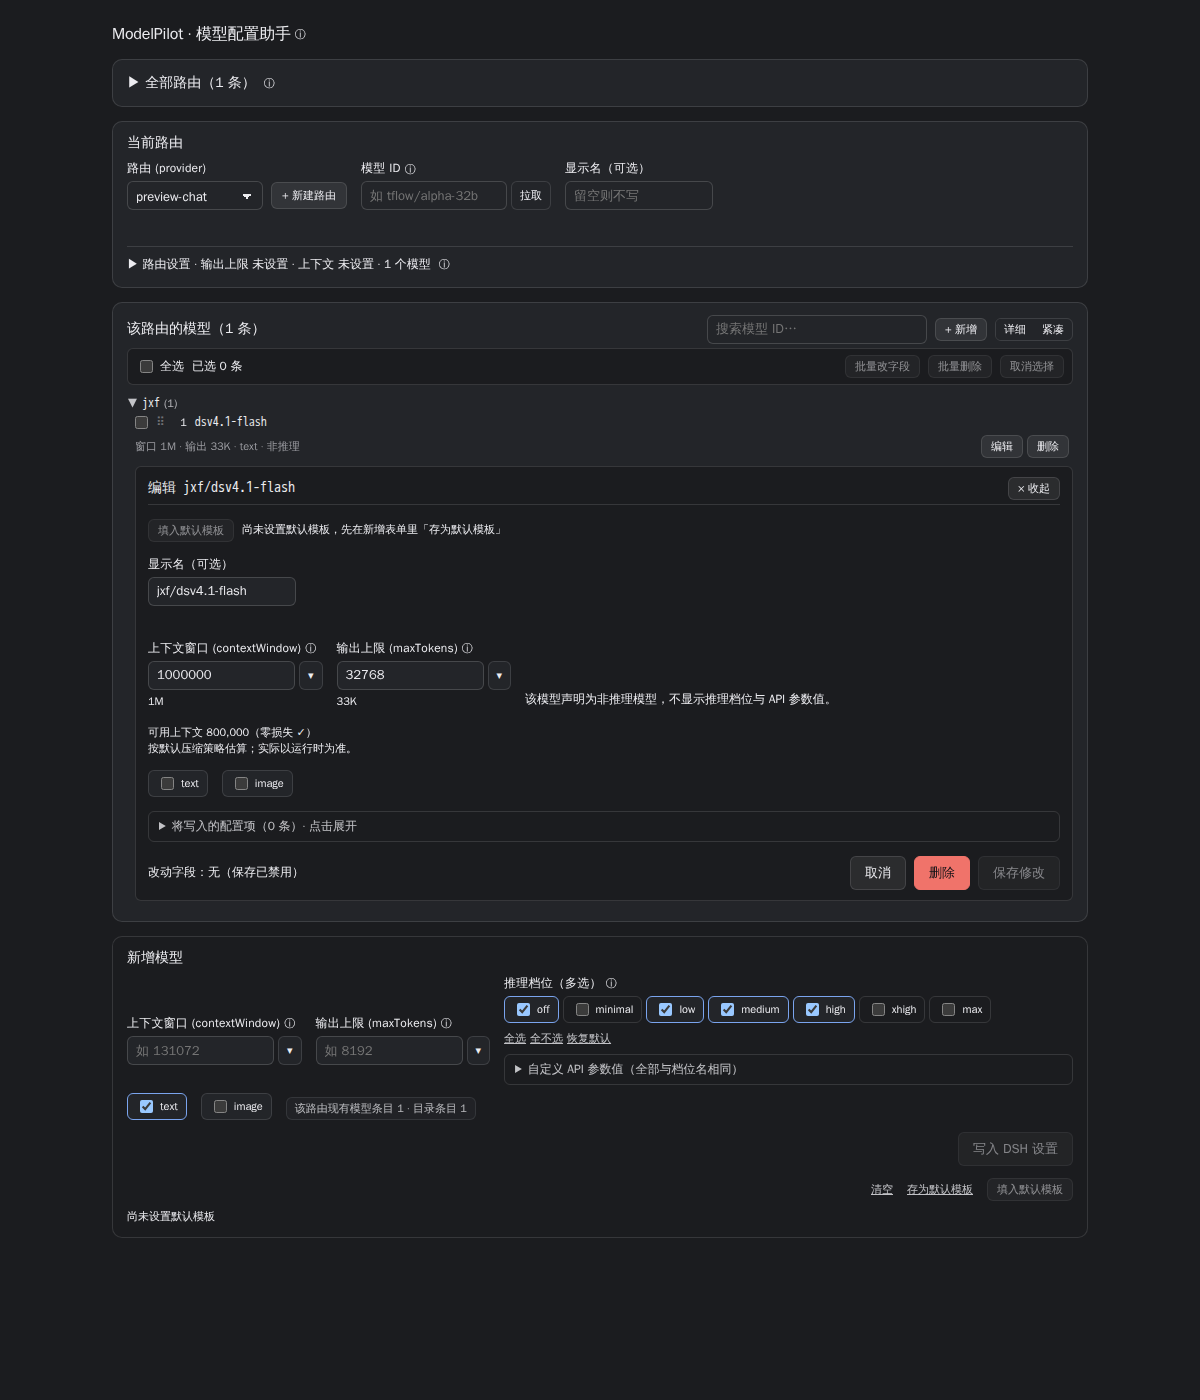 ModelPilot · 模型配置助手 ⓘ
▶ 全部路由（1 条） ⓘ
当前路由
路由 (provider) 模型 ID ⓘ 显示名（可选）
preview-chat + 新建路由 如 tflow/alpha-32b 拉取 留空则不写
▶ 路由设置 · 输出上限 未设置 · 上下文 未设置 · 1 个模型 ⓘ
该路由的模型（1 条） 搜索模型 ID… + 新增 详细 紧凑
全选 已选 0 条 批量改字段 批量删除 取消选择
▼ jxf (1)
⠿ 1 dsv4.1-flash
窗口 1M · 输出 33K · text · 非推理 编辑 删除
编辑 jxf/dsv4.1-flash × 收起
填入默认模板 尚未设置默认模板，先在新增表单里「存为默认模板」
显示名（可选）
jxf/dsv4.1-flash
上下文窗口 (contextWindow) ⓘ 输出上限 (maxTokens) ⓘ
1000000 ▾ 32768 ▾
1M 33K 该模型声明为非推理模型，不显示推理档位与 API 参数值。
可用上下文 800,000（零损失 ✓）
按默认压缩策略估算；实际以运行时为准。
text image
▶ 将写入的配置项（0 条）· 点击展开
改动字段：无（保存已禁用） 取消 删除 保存修改
新增模型
推理档位（多选） ⓘ
off minimal low medium high xhigh max
上下文窗口 (contextWindow) ⓘ 输出上限 (maxTokens) ⓘ
全选 全不选 恢复默认
如 131072 ▾ 如 8192 ▾
▶ 自定义 API 参数值（全部与档位名相同）
text image 该路由现有模型条目 1 · 目录条目 1
写入 DSH 设置
清空 存为默认模板 填入默认模板
尚未设置默认模板